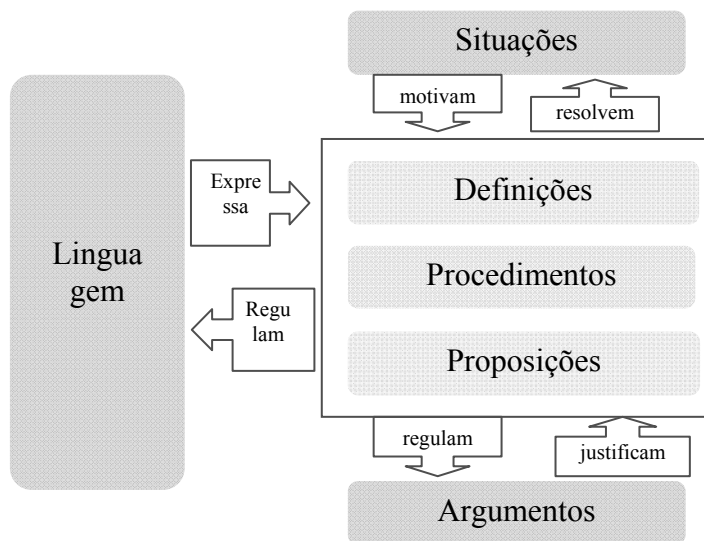 Situações
motivam
resolvem
Expre
ssa
Definições
Lingua
gem
Procedimentos
Regu
lam
Proposições
regulam
justificam
Argumentos